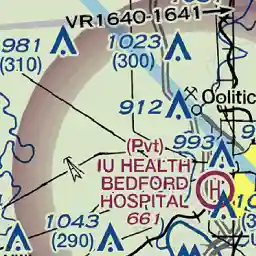 VR1640-1641
981
(310)
1023
(300)
912
Oolitic
993
(Pvt)
IU HEALTH
BEDFORD
HOSPITAL
661
H
1043
(290)